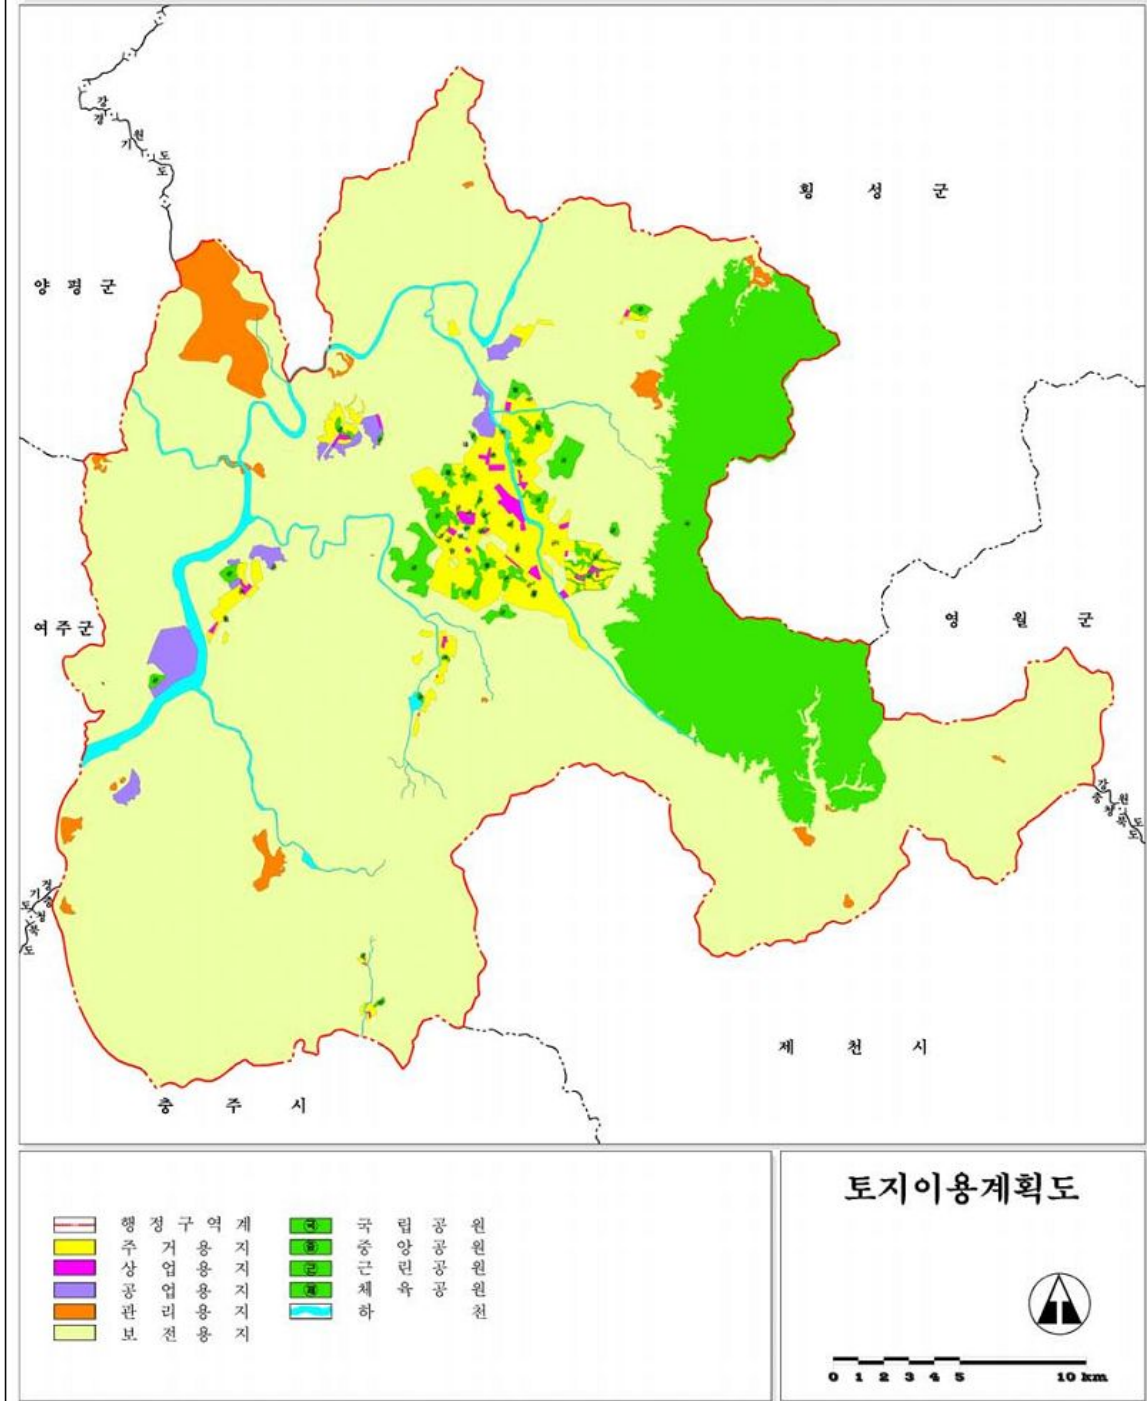 강원도
경기도
횡성군
양평군
여주군
영월군
강원도
충청북도
경기도
충청북도
제천시
충주시
행정구역계
주거용지
상업용지
공업용지
관리용지
보전용지
국 국립공원
중 중앙공원
근 근린공원
체 체육공원
하천
토지이용계획도
0 1 2 3 4 5 10 km